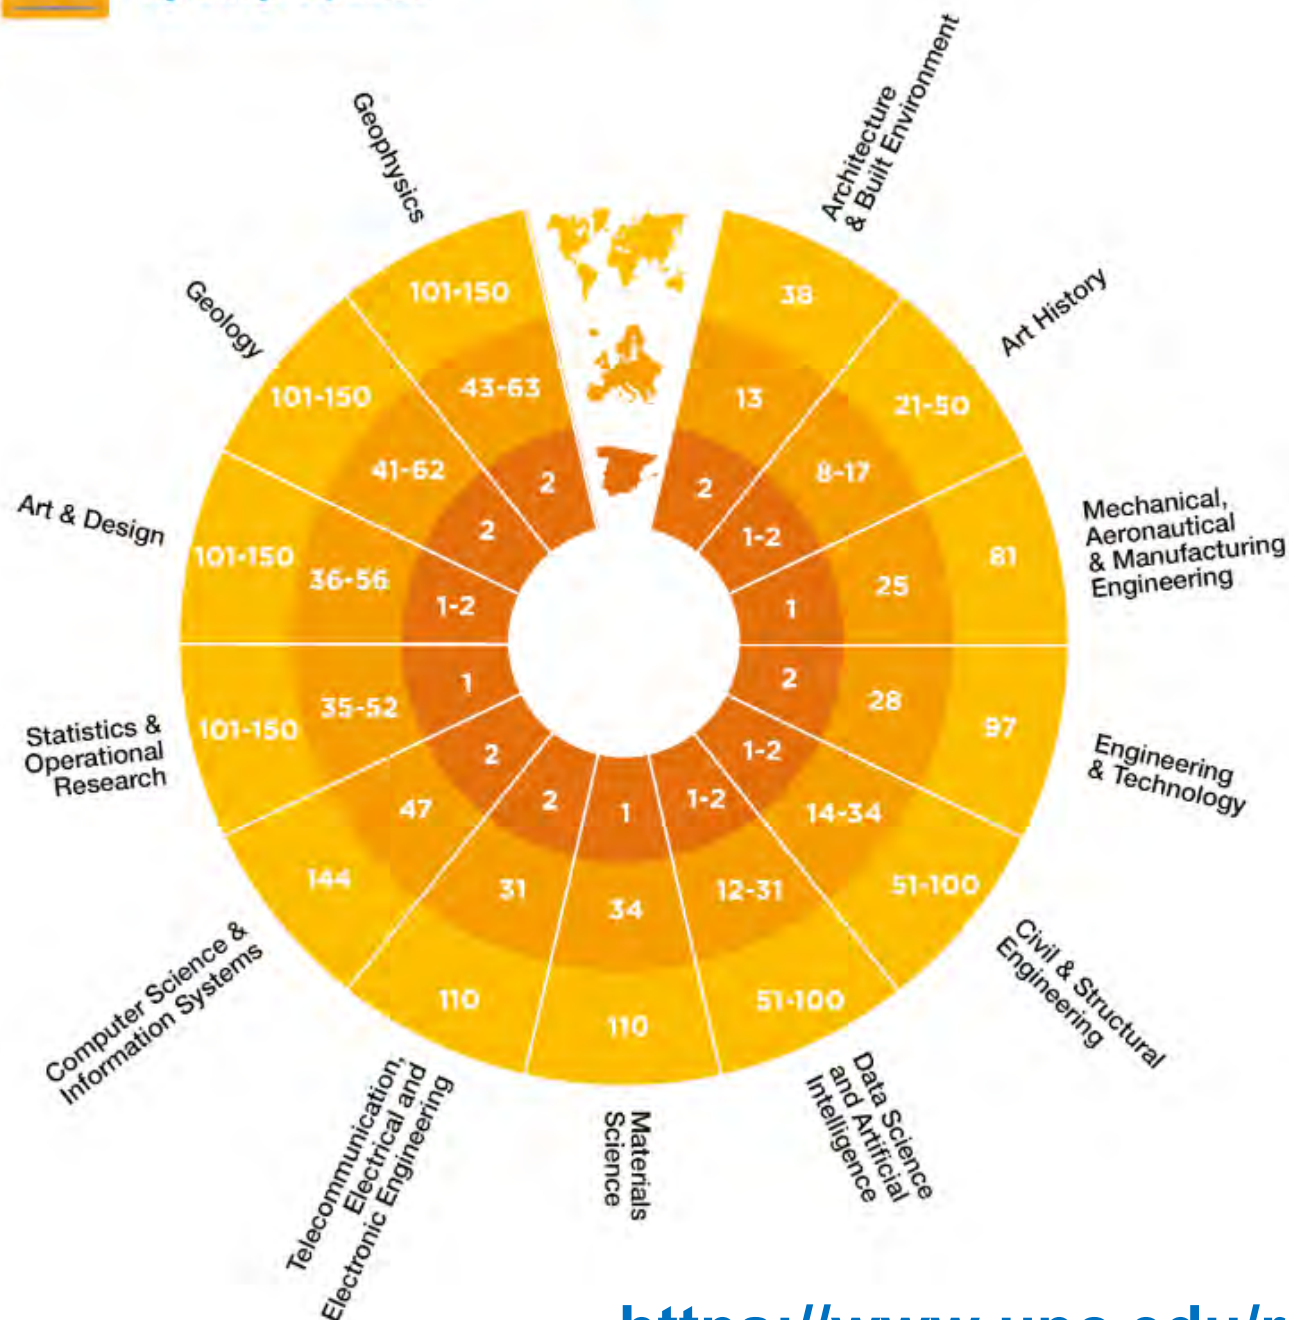 Geophysics
Architecture
& Built Environment
Geology
Art History
101-150
38
43-63
13
101-150
21-50
41-62
8-17
2
2
2
1-2
Art & Design
Mechanical,
Aeronautical
& Manufacturing
Engineering
101-150
36-56
1-2
1
25
81
Statistics &
Operational
Research
101-150
35-52
1
2
28
97
Engineering
& Technology
2
1-2
47
14-34
144
51-100
2
1
1-2
31
34
12-31
110
110
51-100
Computer Science &
Information Systems
Civil & Structural
Engineering
Telecommunication,
Electrical and
Electronic Engineering
Materials
Science
Data Science
and Artificial
Intelligence